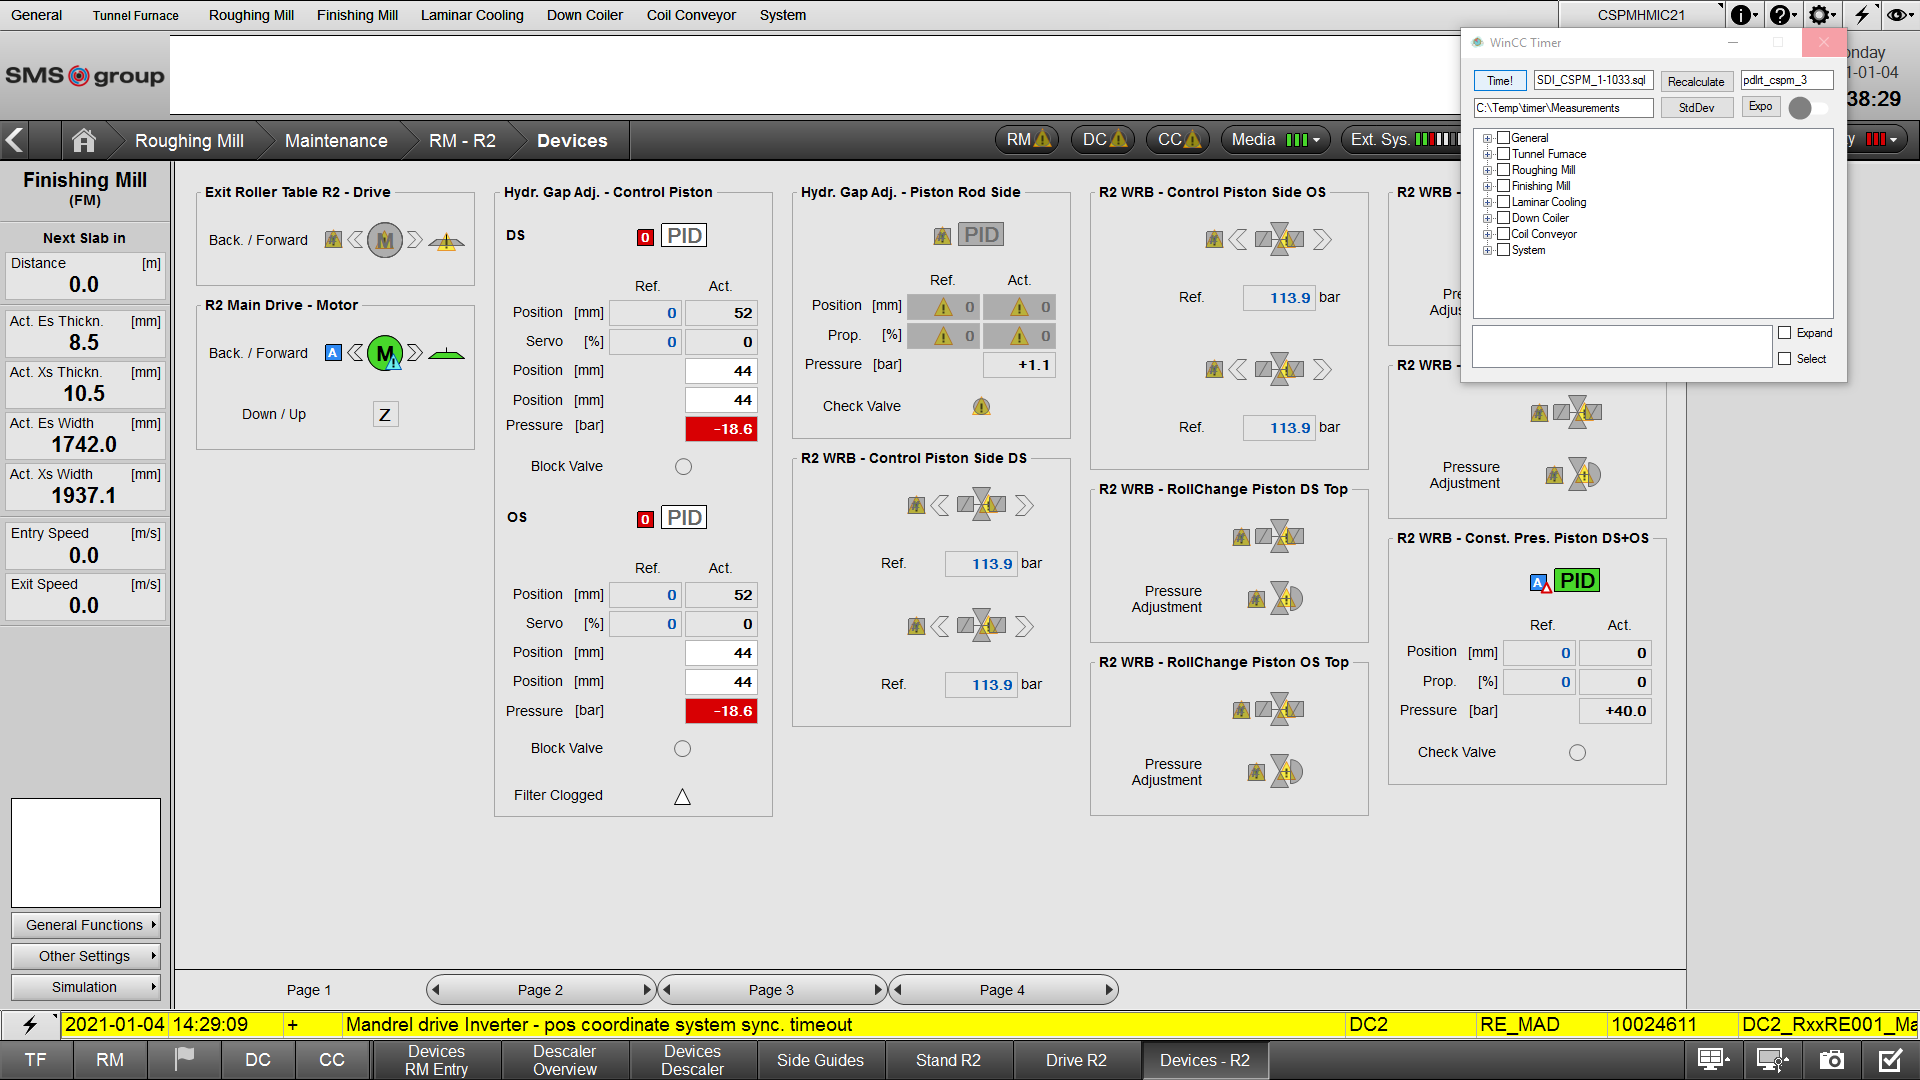 General Tunnel Furnace Roughing Mill Finishing Mill Laminar Cooling Down Coiler Coil Conveyor System CSPMHMIC21
SMS group
WinCC Timer
Time! SDI_CSPM_1-1033.sql Recalculate pdlrt_cspm_3
C:\Temp\timer\Measurements StdDev Expo
General
Tunnel Furnace
Roughing Mill
Finishing Mill
Laminar Cooling
Down Coiler
Coil Conveyor
System
Expand
Select
onday
1-01-04
38:29
Roughing Mill Maintenance RM - R2 Devices RM DC CC Media Ext. Sys. y
Finishing Mill
(FM)
Next Slab in
Distance [m]
0.0
Act. Es Thickn. [mm]
8.5
Act. Xs Thickn. [mm]
10.5
Act. Es Width [mm]
1742.0
Act. Xs Width [mm]
1937.1
Entry Speed [m/s]
0.0
Exit Speed [m/s]
0.0
General Functions
Other Settings
Simulation
Exit Roller Table R2 - Drive
Back. / Forward M
R2 Main Drive - Motor
Back. / Forward A M
Down / Up Z
Hydr. Gap Adj. - Control Piston
DS 0 PID
Ref. Act.
Position [mm] 0 52
Servo [%] 0 0
Position [mm] 44
Position [mm] 44
Pressure [bar] -18.6
Block Valve
OS 0 PID
Ref. Act.
Position [mm] 0 52
Servo [%] 0 0
Position [mm] 44
Position [mm] 44
Pressure [bar] -18.6
Block Valve
Filter Clogged
Hydr. Gap Adj. - Piston Rod Side
PID
Ref. Act.
Position [mm] 0 0
Prop. [%] 0 0
Pressure [bar] +1.1
Check Valve
R2 WRB - Control Piston Side DS
Ref. 113.9 bar
Ref. 113.9 bar
R2 WRB - Control Piston Side OS
Ref. 113.9 bar
Ref. 113.9 bar
R2 WRB - RollChange Piston DS Top
Pressure
Adjustment
R2 WRB - RollChange Piston OS Top
Pressure
Adjustment
R2 WRB -
Pre
Adjus
R2 WRB -
Pressure
Adjustment
R2 WRB - Const. Pres. Piston DS+OS
A PID
Ref. Act.
Position [mm] 0 0
Prop. [%] 0 0
Pressure [bar] +40.0
Check Valve
Page 1 Page 2 Page 3 Page 4
2021-01-04 14:29:09 + Mandrel drive Inverter - pos coordinate system sync. timeout DC2 RE_MAD 10024611 DC2_RxxRE001_Ma
TF RM DC CC Devices RM Entry Descaler Overview Devices Descaler Side Guides Stand R2 Drive R2 Devices - R2